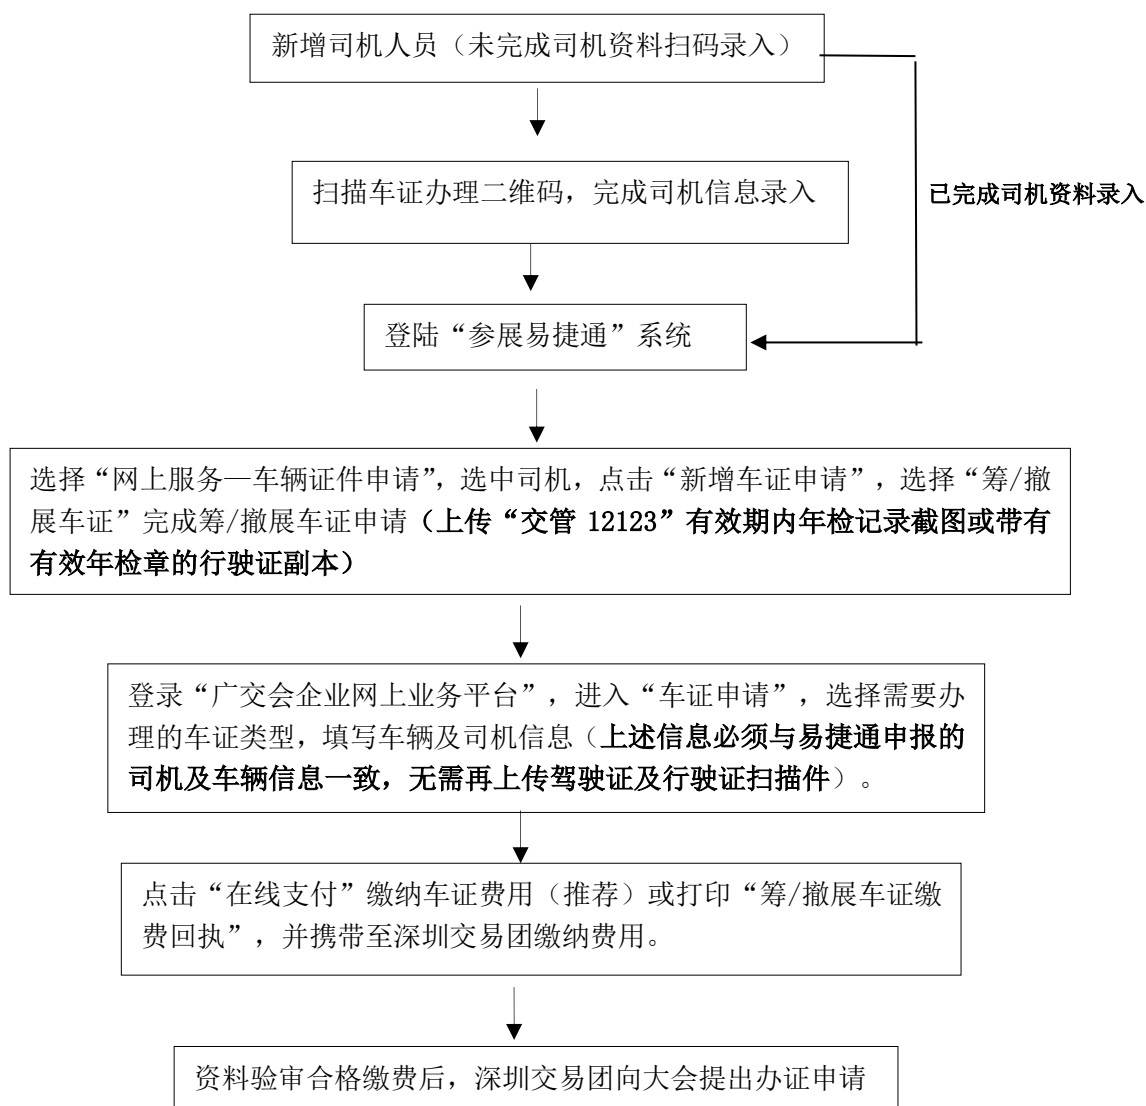 新增司机人员（未完成司机资料扫码录入）
扫描车证办理二维码，完成司机信息录入
已完成司机资料录入
登陆“参展易捷通”系统
选择“网上服务—车辆证件申请”，选中司机，点击“新增车证申请”，选择“筹/撤
展车证”完成筹/撤展车证申请（上传“交管 12123”有效期内年检记录截图或带有
有效年检章的行驶证副本）
登录“广交会企业网上业务平台”，进入“车证申请”，选择需要办
理的车证类型，填写车辆及司机信息（上述信息必须与易捷通申报的
司机及车辆信息一致，无需再上传驾驶证及行驶证扫描件）。
点击“在线支付”缴纳车证费用（推荐）或打印“筹/撤展车证缴
费回执”，并携带至深圳交易团缴纳费用。
资料验审合格缴费后，深圳交易团向大会提出办证申请